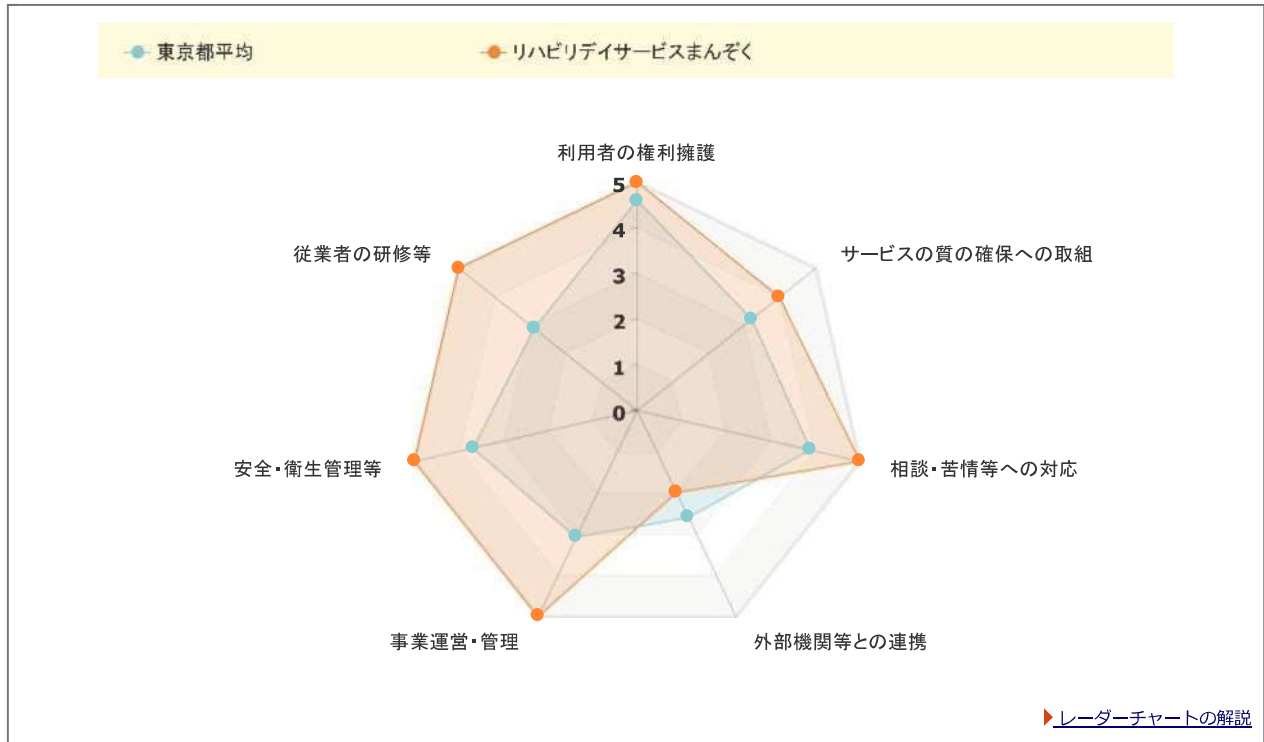 東京都平均
リハビリデイサービスまんぞく
利用者の権利擁護
5
従業者の研修等
サービスの質の確保への取組
4
3
2
1
0
安全・衛生管理等
相談・苦情等への対応
事業運営・管理
外部機関等との連携
レーダーチャートの解説